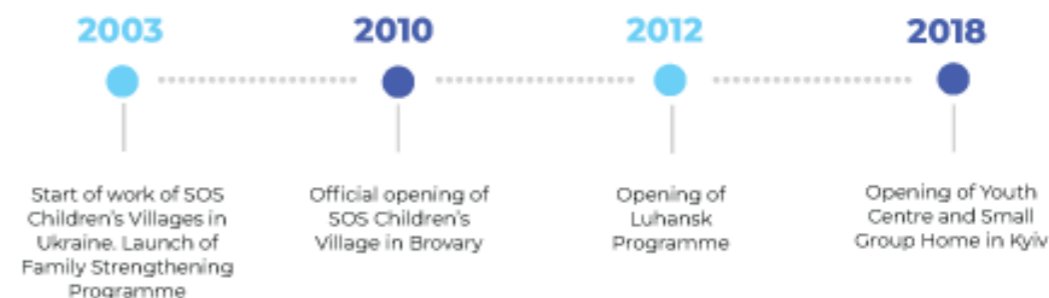 2003
Start of work of SOS
Children's Villages in
Ukraine. Launch of
Family Strengthening
Programme
2010
Official opening of
SOS Children's
Village in Brovary
2012
Opening of
Luhansk
Programme
2018
Opening of Youth
Centre and Small
Group Home in Kyiv